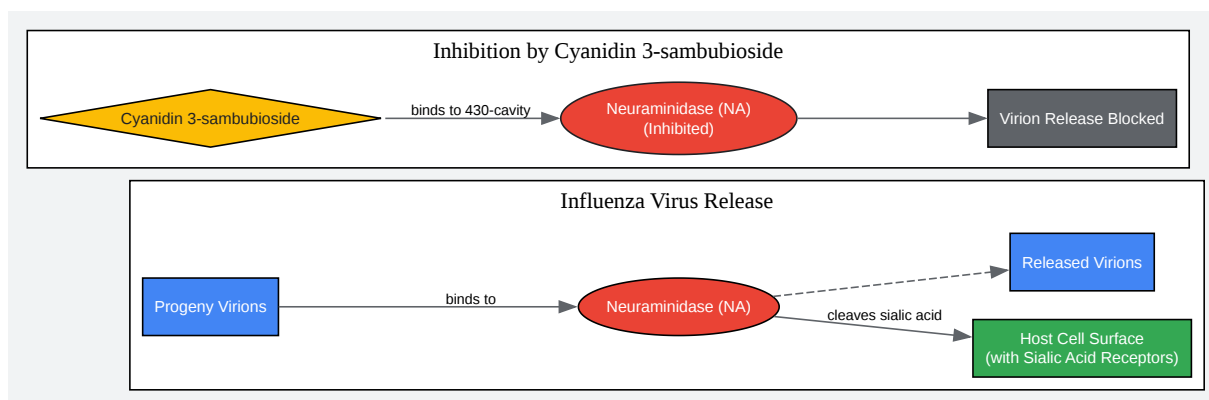 Inhibition by Cyanidin 3-sambubioside
Cyanidin 3-sambubioside
binds to 430-cavity
Neuraminidase (NA)
(Inhibited)
Virion Release Blocked
Influenza Virus Release
Progeny Virions
binds to
Neuraminidase (NA)
Released Virions
cleaves sialic acid
Host Cell Surface
(with Sialic Acid Receptors)